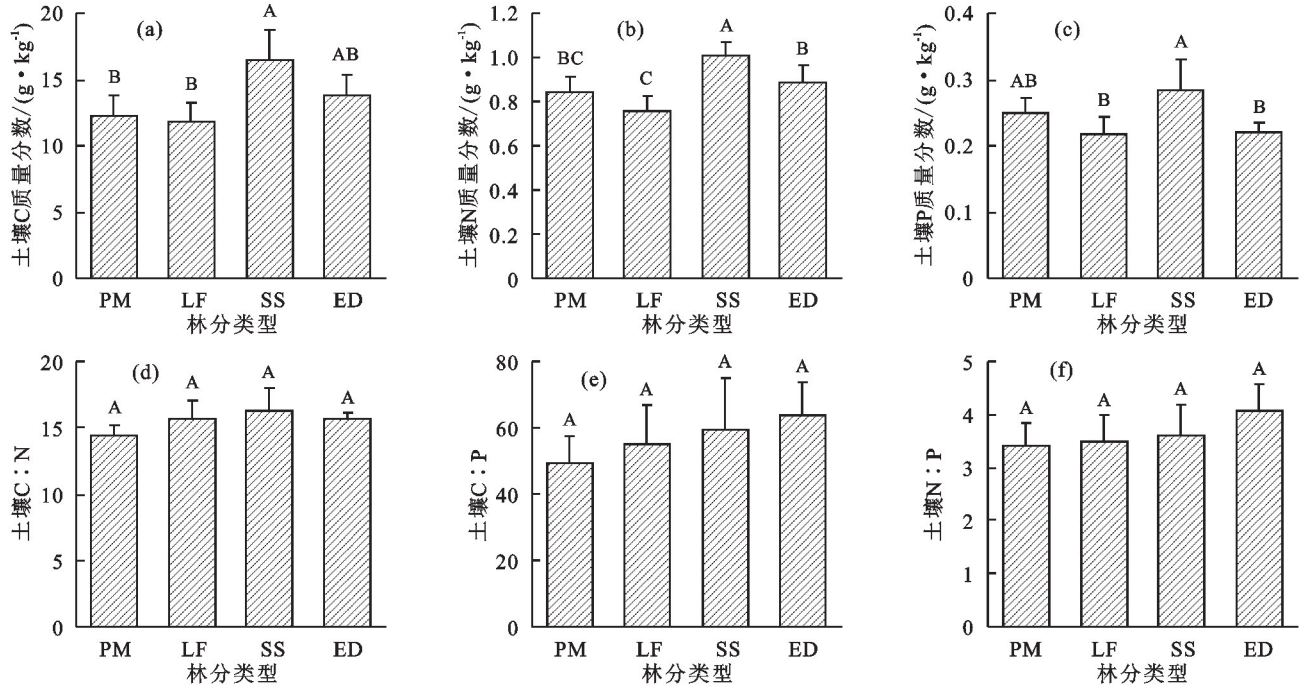 20
15
10
5
0
土壤C质量分数/(g•kg⁻¹)
(a)
B
B
A
AB
PM LF SS ED
林分类型
1.2
1.0
0.8
0.6
0.4
0.2
0
土壤N质量分数/(g•kg⁻¹)
(b)
BC
C
A
B
PM LF SS ED
林分类型
0.4
0.3
0.2
0.1
0
土壤P质量分数/(g•kg⁻¹)
(c)
AB
B
A
B
PM LF SS ED
林分类型
20
15
10
5
0
土壤C∶N
(d)
A
A
A
A
PM LF SS ED
林分类型
80
60
40
20
0
土壤C∶P
(e)
A
A
A
A
PM LF SS ED
林分类型
5
4
3
2
1
0
土壤N∶P
(f)
A
A
A
A
PM LF SS ED
林分类型